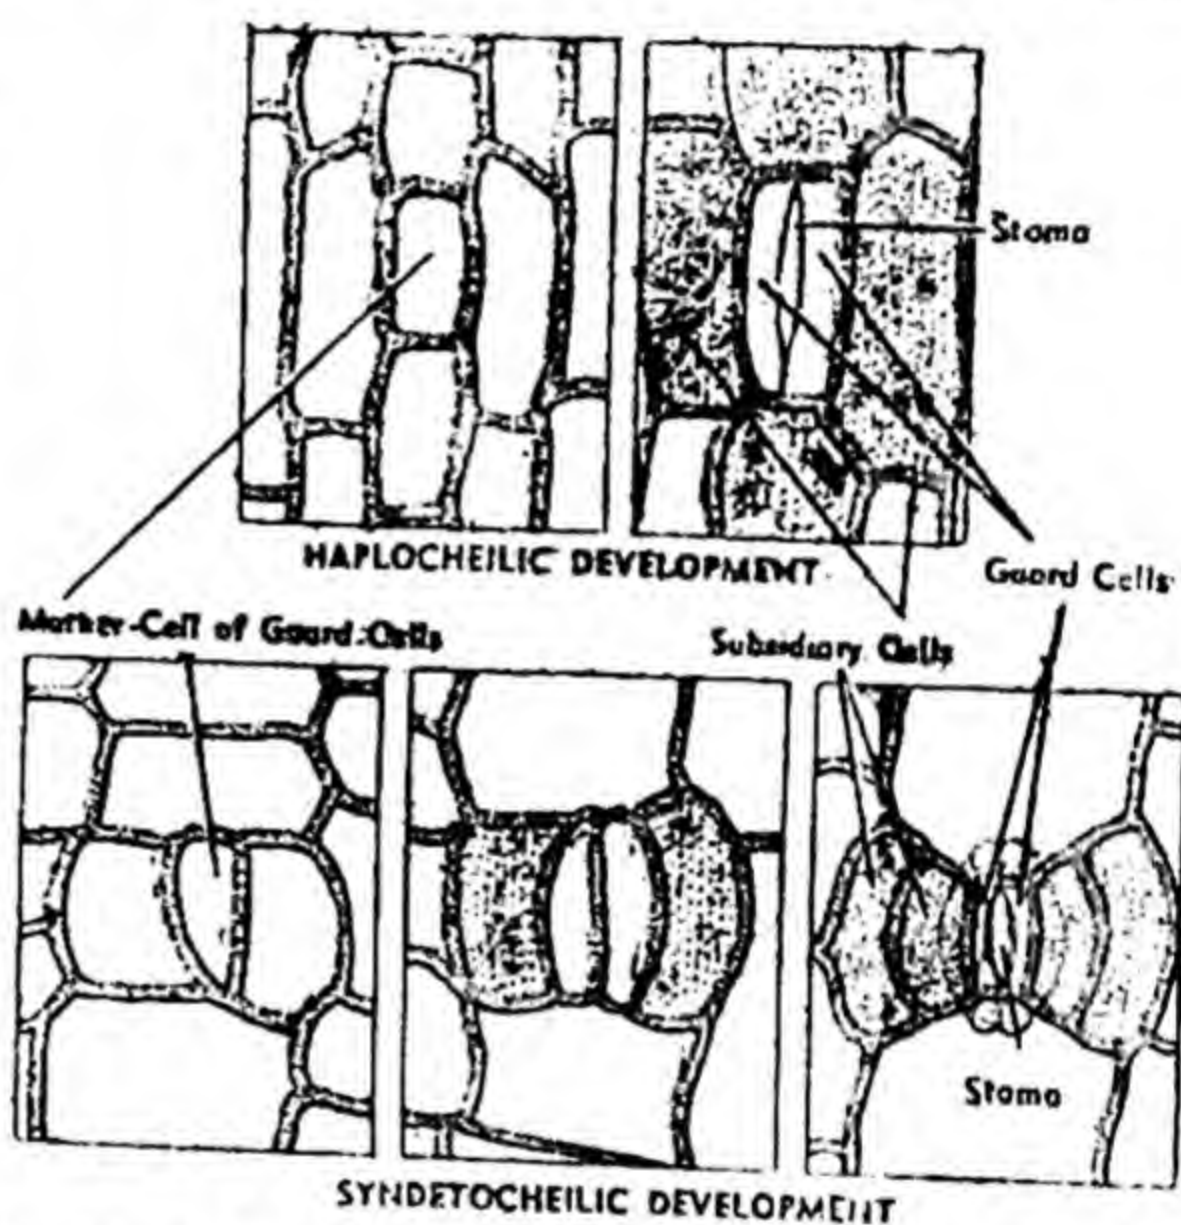 Stoma
HAPLOCHEILIC DEVELOPMENT
Guard Cells
Mother-Cell of Guard-Cells
Subsidiary Cells
Stoma
SYNDETOCHEILIC DEVELOPMENT